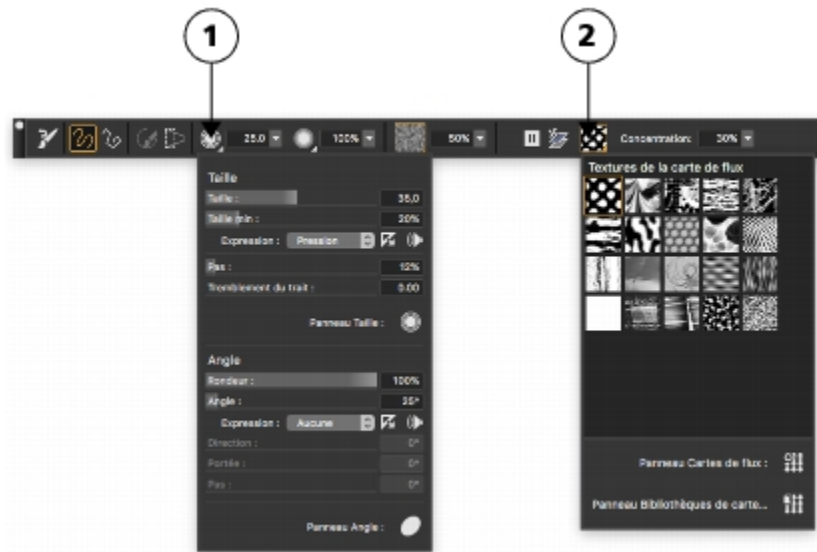 1
2
25,0
100%
50%
Concentration:
30%
Taille
Taille :
35,0
Taille min :
20%
Expression :
Pression
Pas :
12%
Tremblement du trait :
0.00
Panneau Taille :
Angle
Rondeur :
100%
Angle :
25°
Expression :
Aucune
Direction :
0°
Portée :
0°
Pas :
0°
Panneau Angle :
Textures de la carte de flux
Panneau Cartes de flux :
Panneau Bibliothèques de carte...